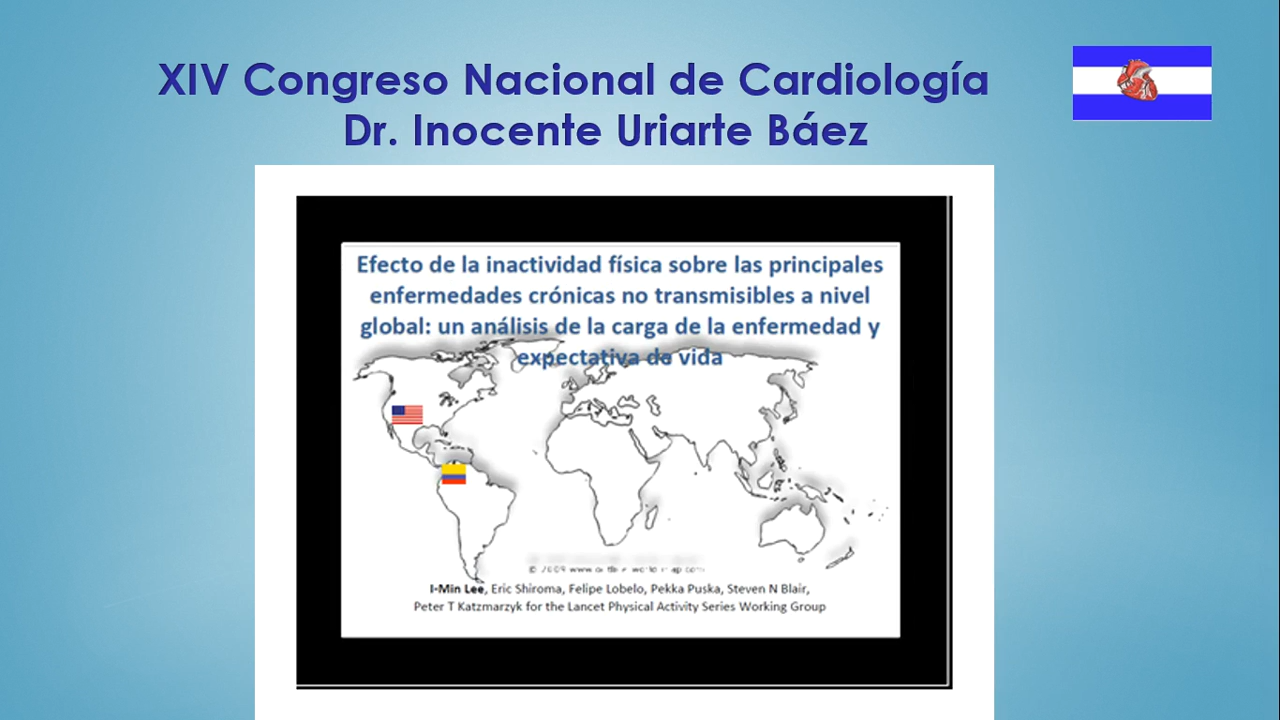 XIV Congreso Nacional de Cardiología
Dr. Inocente Uriarte Báez
Efecto de la inactividad física sobre las principales
enfermedades crónicas no transmisibles a nivel
global: un análisis de la carga de la enfermedad y
expectativa de vida
© 2009 www
I-Min Lee, Eric Shiroma, Felipe Lobelo, Pekka Puska, Steven N Blair,
Peter T Katzmarzyk for the Lancet Physical Activity Series Working Group